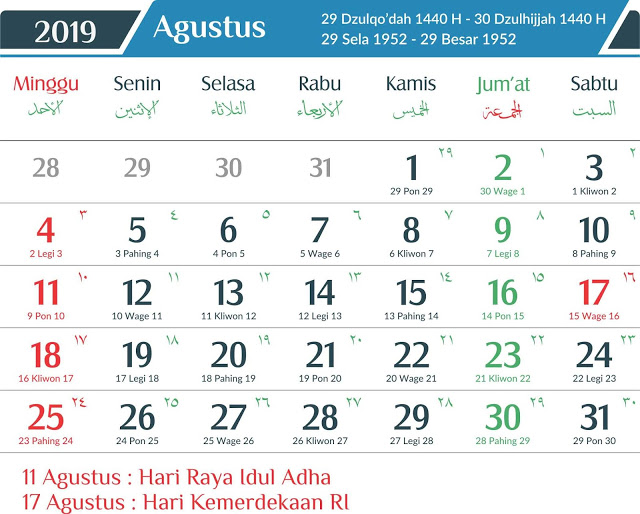 2019 Agustus 29 Dzulqo'dah 1440 H - 30 Dzulhijjah 1440 H
29 Sela 1952 - 29 Besar 1952
Minggu Senin Selasa Rabu Kamis Jum'at Sabtu
الأحد الإثنين الثلاثاء الأربعاء الخميس الجمعة السبت
28 29 30 31 1 ٢٩ 2 ١ 3 ٢
29 Pon 29 30 Wage 1 1 Kliwon 2
4 ٣ 5 ٤ 6 ٥ 7 ٦ 8 ٧ 9 ٨ 10 ٩
2 Legi 3 3 Pahing 4 4 Pon 5 5 Wage 6 6 Kliwon 7 7 Legi 8 8 Pahing 9
11 ١٠ 12 ١١ 13 ١٢ 14 ١٣ 15 ١٤ 16 ١٥ 17 ١٦
9 Pon 10 10 Wage 11 11 Kliwon 12 12 Legi 13 13 Pahing 14 14 Pon 15 15 Wage 16
18 ١٧ 19 ١٨ 20 ١٩ 21 ٢٠ 22 ٢١ 23 ٢٢ 24 ٢٣
16 Kliwon 17 17 Legi 18 18 Pahing 19 19 Pon 20 20 Wage 21 21 Kliwon 22 22 Legi 23
25 ٢٤ 26 ٢٥ 27 ٢٦ 28 ٢٧ 29 ٢٨ 30 ٢٩ 31 ٣٠
23 Pahing 24 24 Pon 25 25 Wage 26 26 Kliwon 27 27 Legi 28 28 Pahing 29 29 Pon 30
11 Agustus : Hari Raya Idul Adha
17 Agustus : Hari Kemerdekaan RI